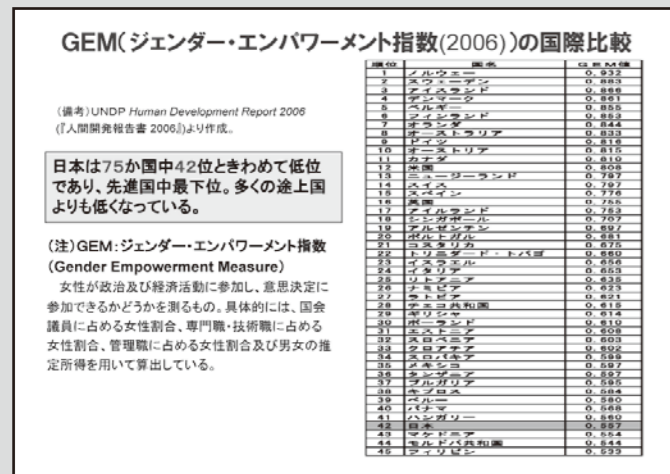 GEM(ジェンダー・エンパワーメント指数(2006))の国際比較
(備考)UNDP Human Development Report 2006
(『人間開発報告書 2006』)より作成。
日本は75か国中42位ときわめて低位
であり、先進国中最下位。多くの途上国
よりも低くなっている。
(注)GEM:ジェンダー・エンパワーメント指数
(Gender Empowerment Measure)
女性が政治及び経済活動に参加し、意思決定に
参加できるかどうかを測るもの。具体的には、国会
議員に占める女性割合、専門職・技術職に占める
女性割合、管理職に占める女性割合及び男女の推
定所得を用いて算出している。
順位 国名 GEM値
1 ノルウェー 0.932
2 スウェーデン 0.883
3 アイスランド 0.866
4 デンマーク 0.861
5 ベルギー 0.855
6 フィンランド 0.853
7 オランダ 0.844
8 オーストラリア 0.833
9 ドイツ 0.816
10 オーストリア 0.815
11 カナダ 0.810
12 米国 0.808
13 ニュージーランド 0.797
14 スイス 0.797
15 スペイン 0.776
16 英国 0.755
17 アイルランド 0.753
18 シンガポール 0.707
19 アルゼンチン 0.697
20 ポルトガル 0.681
21 コスタリカ 0.675
22 トリニダード・トバゴ 0.660
23 イスラエル 0.656
24 イタリア 0.653
25 リトアニア 0.635
26 ナミビア 0.623
27 ラトビア 0.621
28 チェコ共和国 0.615
29 ギリシャ 0.614
30 ポーランド 0.610
31 エストニア 0.608
32 スロベニア 0.603
33 クロアチア 0.602
34 スロバキア 0.599
35 メキシコ 0.597
36 タンザニア 0.597
37 ブルガリア 0.595
38 キプロス 0.584
39 ペルー 0.580
40 パナマ 0.568
41 ハンガリー 0.560
42 日本 0.557
43 マケドニア 0.554
44 モルドバ共和国 0.544
45 フィリピン 0.533